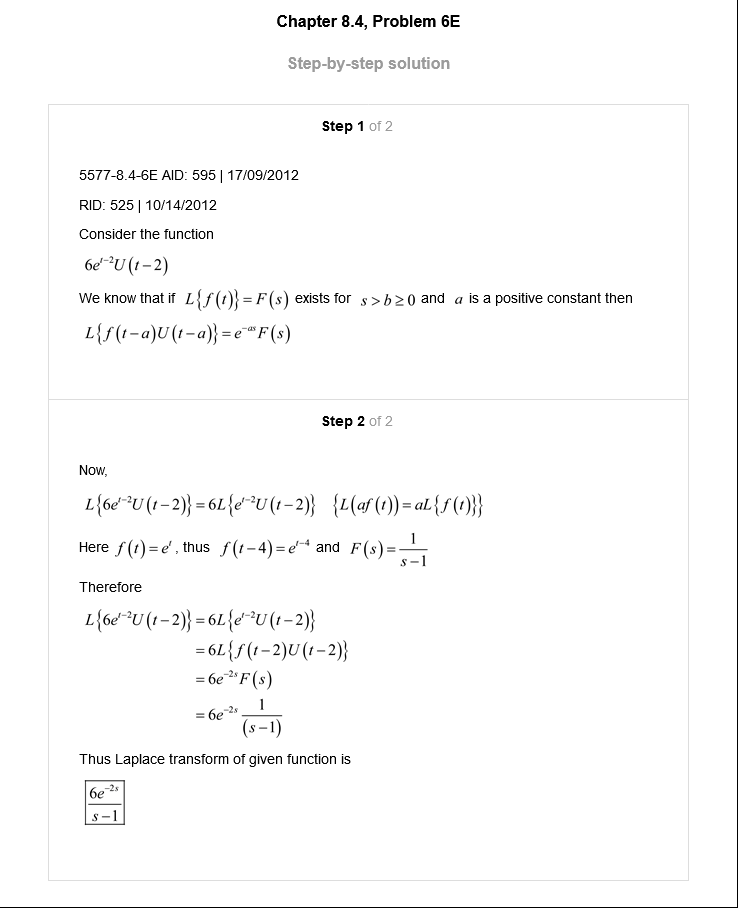 Chapter 8.4, Problem 6E
Step-by-step solution
Step 1 of 2
5577-8.4-6E AID: 595 | 17/09/2012
RID: 525 | 10/14/2012
Consider the function
6e^{t−2}U(t−2)
We know that if L{f(t)} = F(s) exists for s > b ≥ 0 and a is a positive constant then
L{f(t−a)U(t−a)} = e^{−as}F(s)
Step 2 of 2
Now,
L{6e^{t−2}U(t−2)} = 6L{e^{t−2}U(t−2)} {L(af(t)) = aL{f(t)}}
Here f(t) = e^t, thus f(t−4) = e^{t−4} and F(s) = 1/(s−1)
Therefore
L{6e^{t−2}U(t−2)} = 6L{e^{t−2}U(t−2)}
= 6L{f(t−2)U(t−2)}
= 6e^{−2s}F(s)
= 6e^{−2s} 1/(s−1)
Thus Laplace transform of given function is
6e^{−2s}/(s−1)